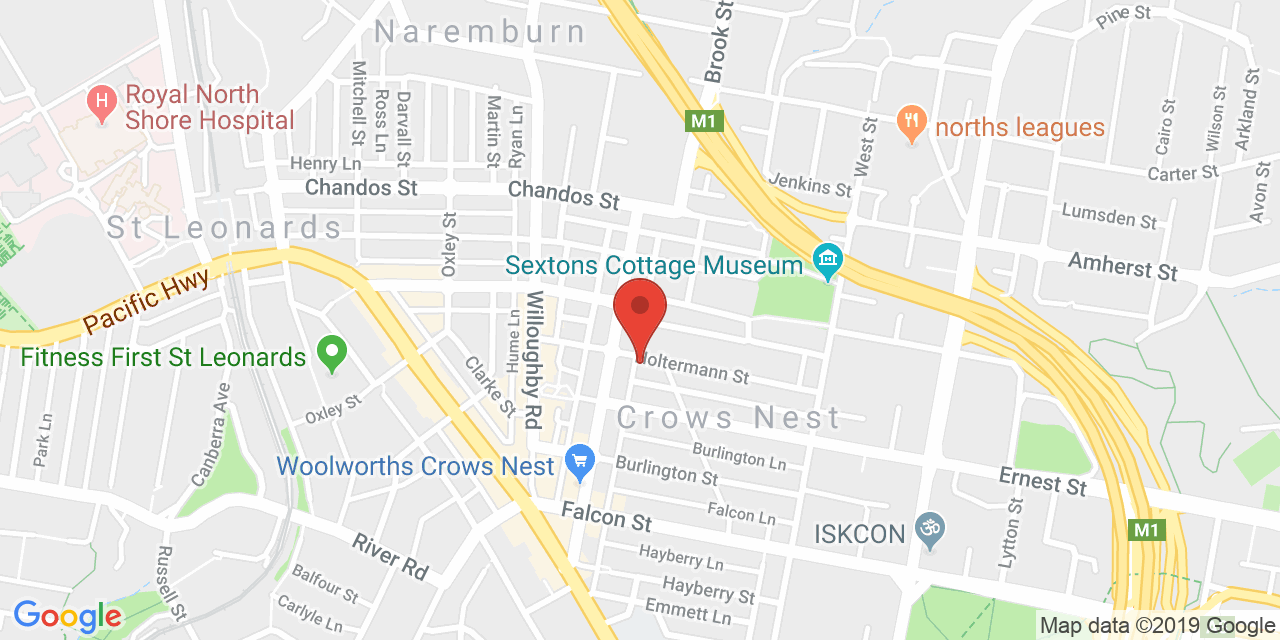 Naremburn
Brook St
Pine St
Royal North
Shore Hospital
H
Mitchell St
Ross Ln
Darvall St
Martin St
Ryan Ln
M1
norths leagues
West St
Cairo St
Wilson St
Arkland St
Henry Ln
Chandos St
Chandos St
Jenkins St
Carter St
Avon St
Lumsden St
St Leonards
Oxley St
Sextons Cottage Museum
Amherst St
Pacific Hwy
Willoughby Rd
Hume Ln
Fitness First St Leonards
Clarke St
Holtermann St
Oxley St
Canberra Ave
Park Ln
Crows Nest
Burlington Ln
Woolworths Crows Nest
Burlington St
Ernest St
Falcon St
Falcon Ln
Lytton St
ISKCON
M1
River Rd
Russell St
Balfour St
Carlyle Ln
Hayberry Ln
Hayberry St
Emmett Ln
Google
Map data ©2019 Google